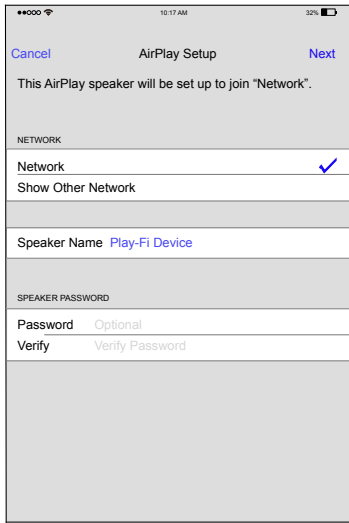 10:17 AM 32%
Cancel AirPlay Setup Next
This AirPlay speaker will be set up to join “Network”.
NETWORK
Network
Show Other Network
Speaker Name Play-Fi Device
SPEAKER PASSWORD
Password Optional
Verify Verify Password